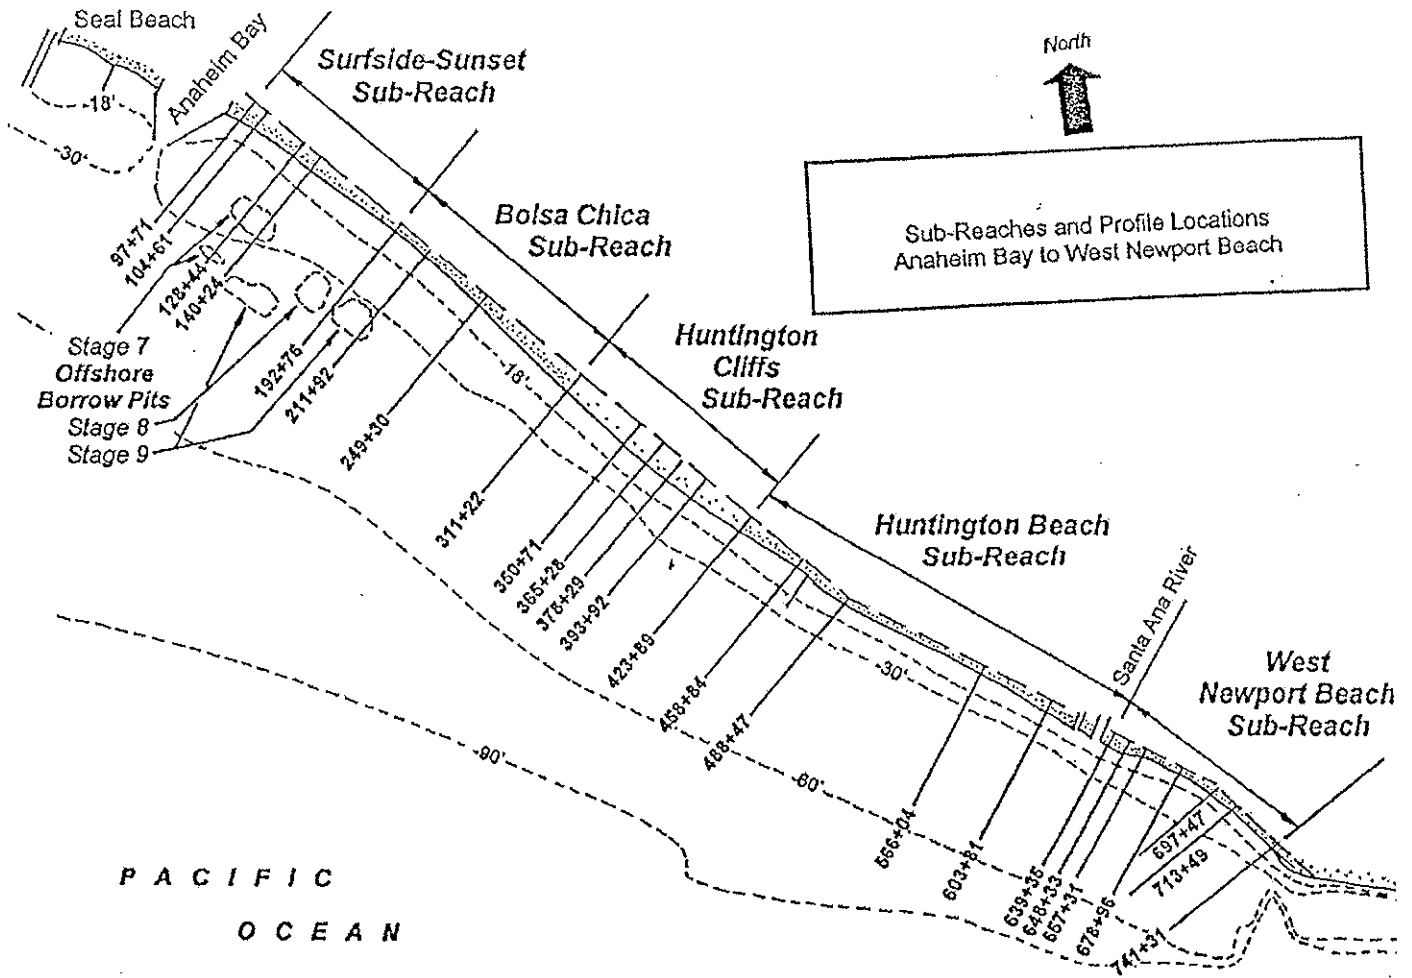 Seal Beach
Anaheim Bay
Surfside-Sunset
Sub-Reach
North
-18'
-30'
Bolsa Chica
Sub-Reach
Sub-Reaches and Profile Locations
Anaheim Bay to West Newport Beach
97+71
104+61
128+44
140+24
Stage 7
Offshore
Borrow Pits
Stage 8
Stage 9
192+76
211+92
249+30
-18'
Huntington
Cliffs
Sub-Reach
311+22
350+71
365+28
378+29
393+92
423+89
458+84
488+47
Huntington Beach
Sub-Reach
-30'
Santa Ana River
West
Newport Beach
Sub-Reach
-90'
-60'
566+04
603+81
639+35
648+33
657+31
678+96
697+47
713+49
741+31
PACIFIC
OCEAN